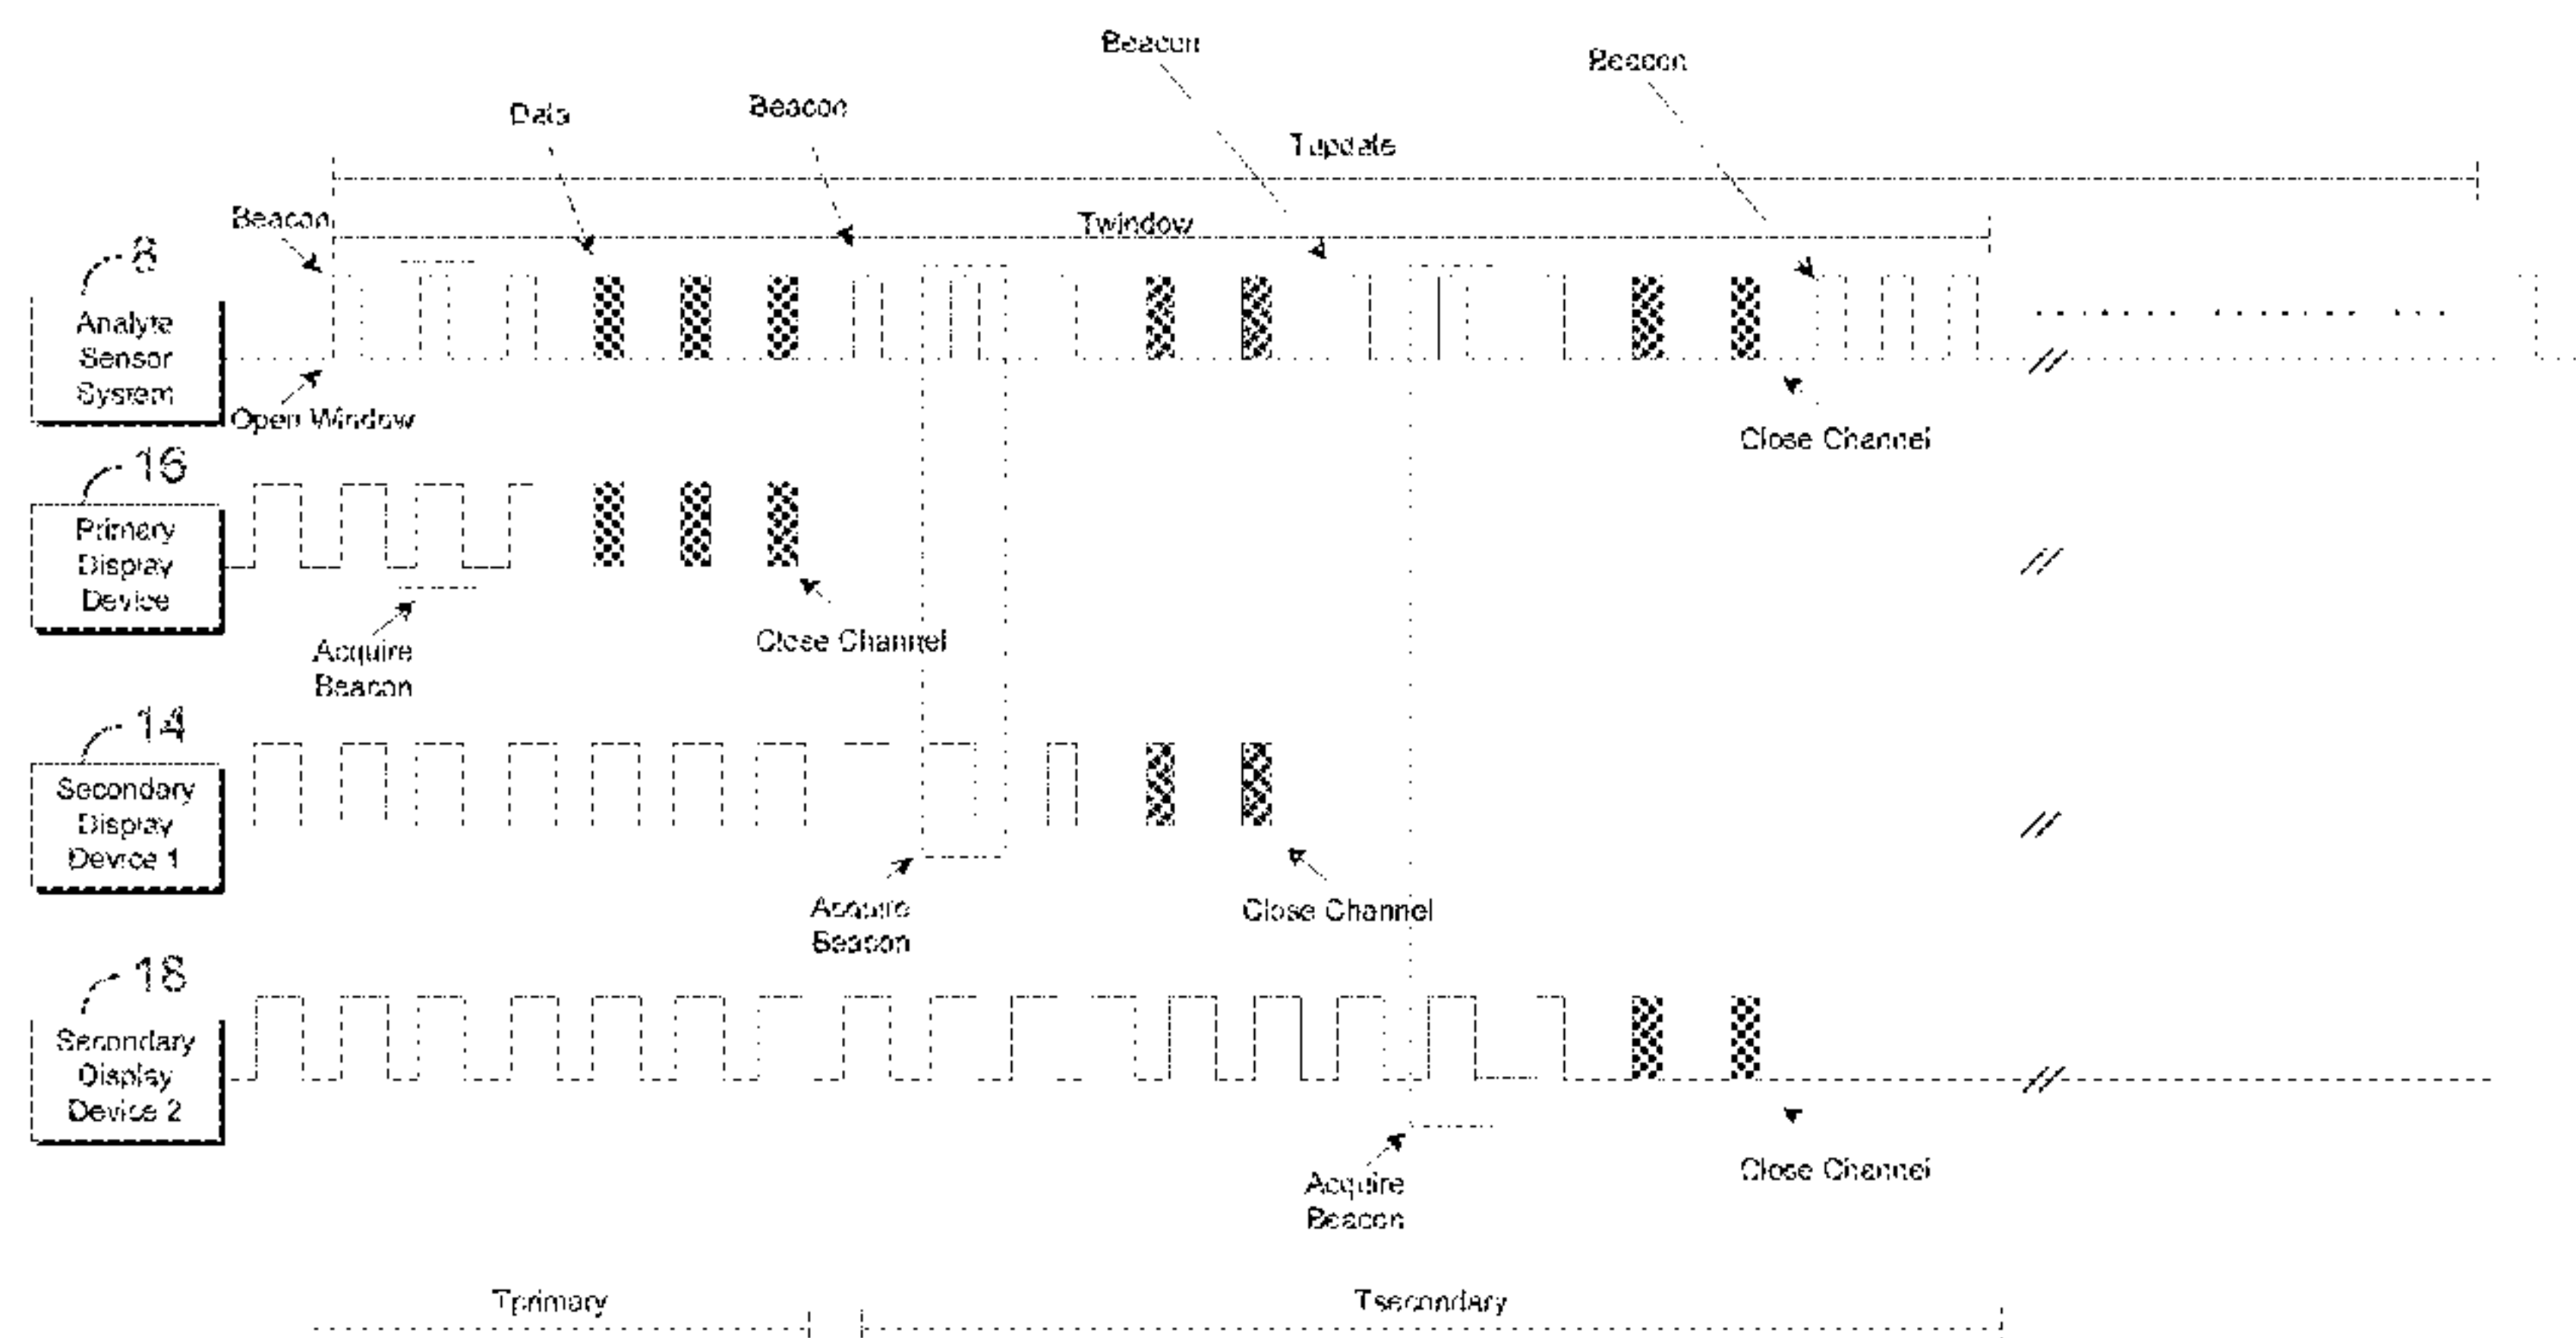 Beacon
Beacon
Data
Beacon
Tupdate
Beacon
Twindow
8
Analyte
Sensor
System
Open Window
Close Channel
16
Primary
Display
Device
Acquire
Beacon
Close Channel
14
Secondary
Display
Device 1
Acquire
Beacon
Close Channel
18
Secondary
Display
Device 2
Acquire
Beacon
Close Channel
Tprimary
Tsecondary